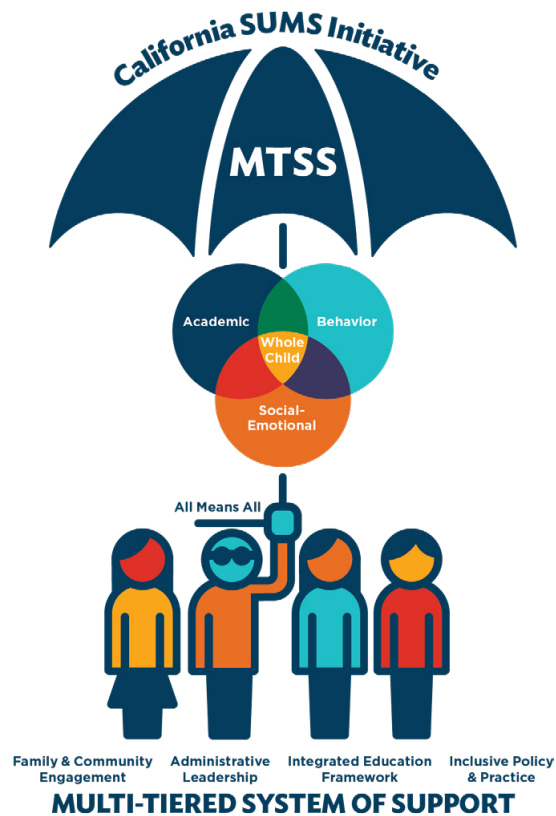 California SUMS Initiative
MTSS
Academic
Behavior
Whole
Child
Social-
Emotional
All Means All
Family & Community
Engagement
Administrative
Leadership
Integrated Education
Framework
Inclusive Policy
& Practice
MULTI-TIERED SYSTEM OF SUPPORT